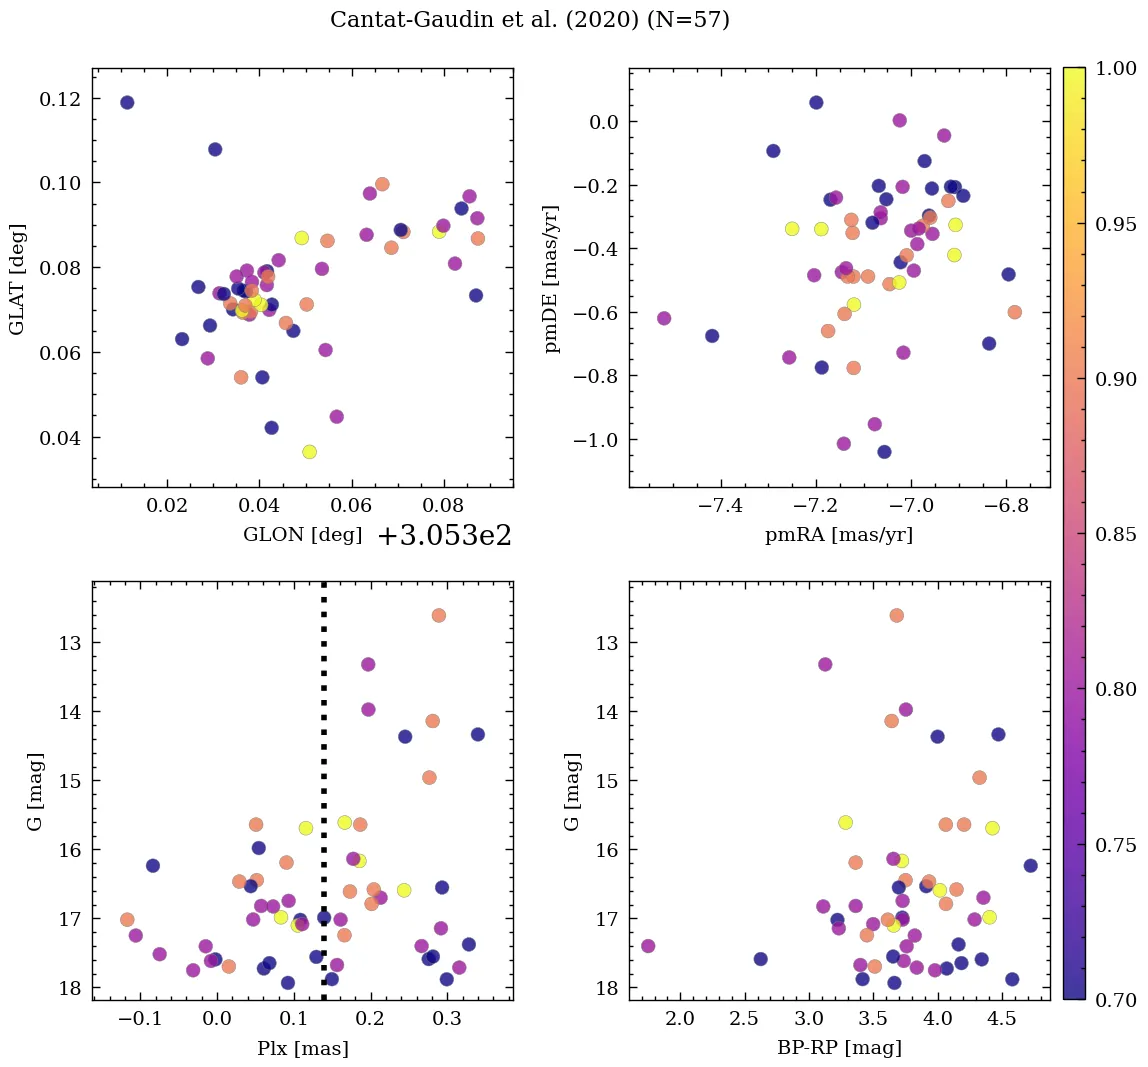 Cantat-Gaudin et al. (2020) (N=57)
0.12
0.10
0.08
0.06
0.04
GLAT [deg]
0.02 0.04 0.06 0.08
GLON [deg] +3.053e2
0.0
−0.2
−0.4
−0.6
−0.8
−1.0
pmDE [mas/yr]
−7.4 −7.2 −7.0 −6.8
pmRA [mas/yr]
13
14
15
16
17
18
G [mag]
−0.1 0.0 0.1 0.2 0.3
Plx [mas]
13
14
15
16
17
18
G [mag]
2.0 2.5 3.0 3.5 4.0 4.5
BP-RP [mag]
1.00
0.95
0.90
0.85
0.80
0.75
0.70